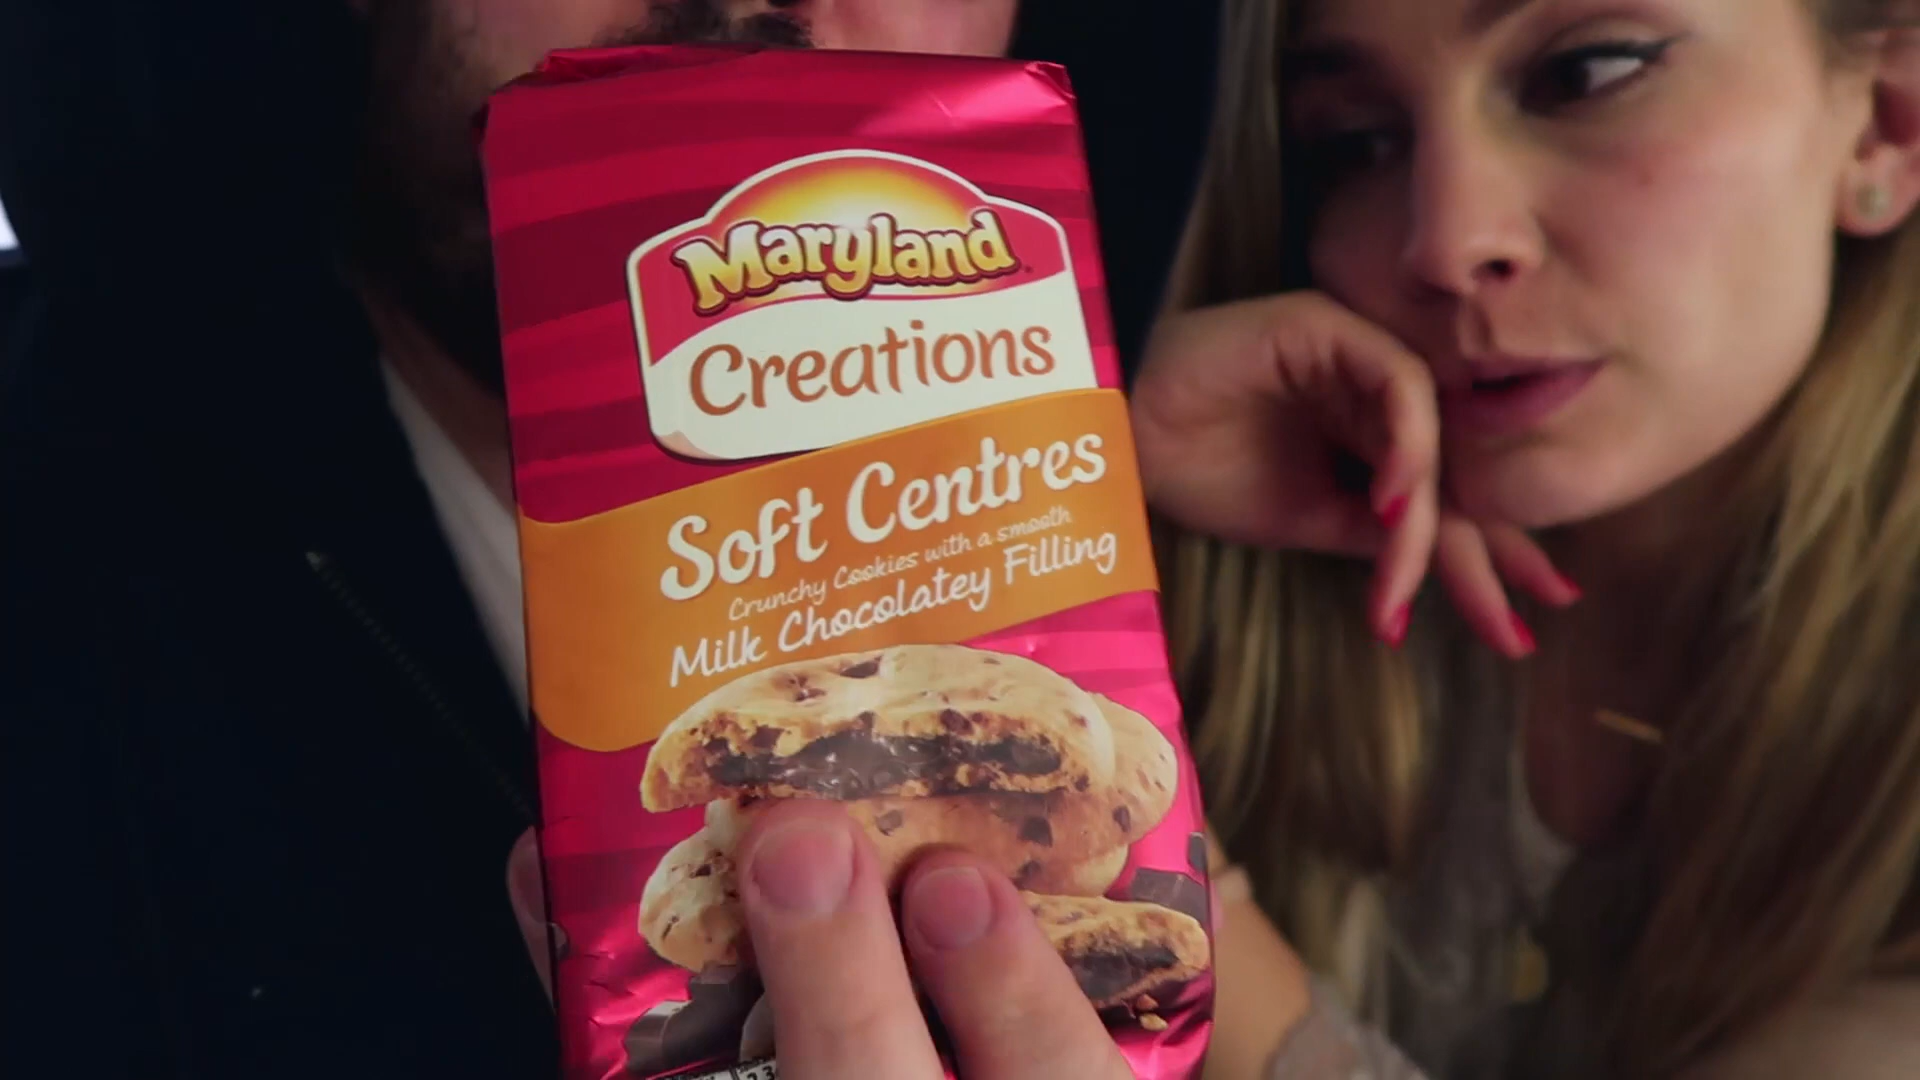 Maryland
Creations
Soft Centres
Crunchy Cookies with a smooth
Milk Chocolatey Filling